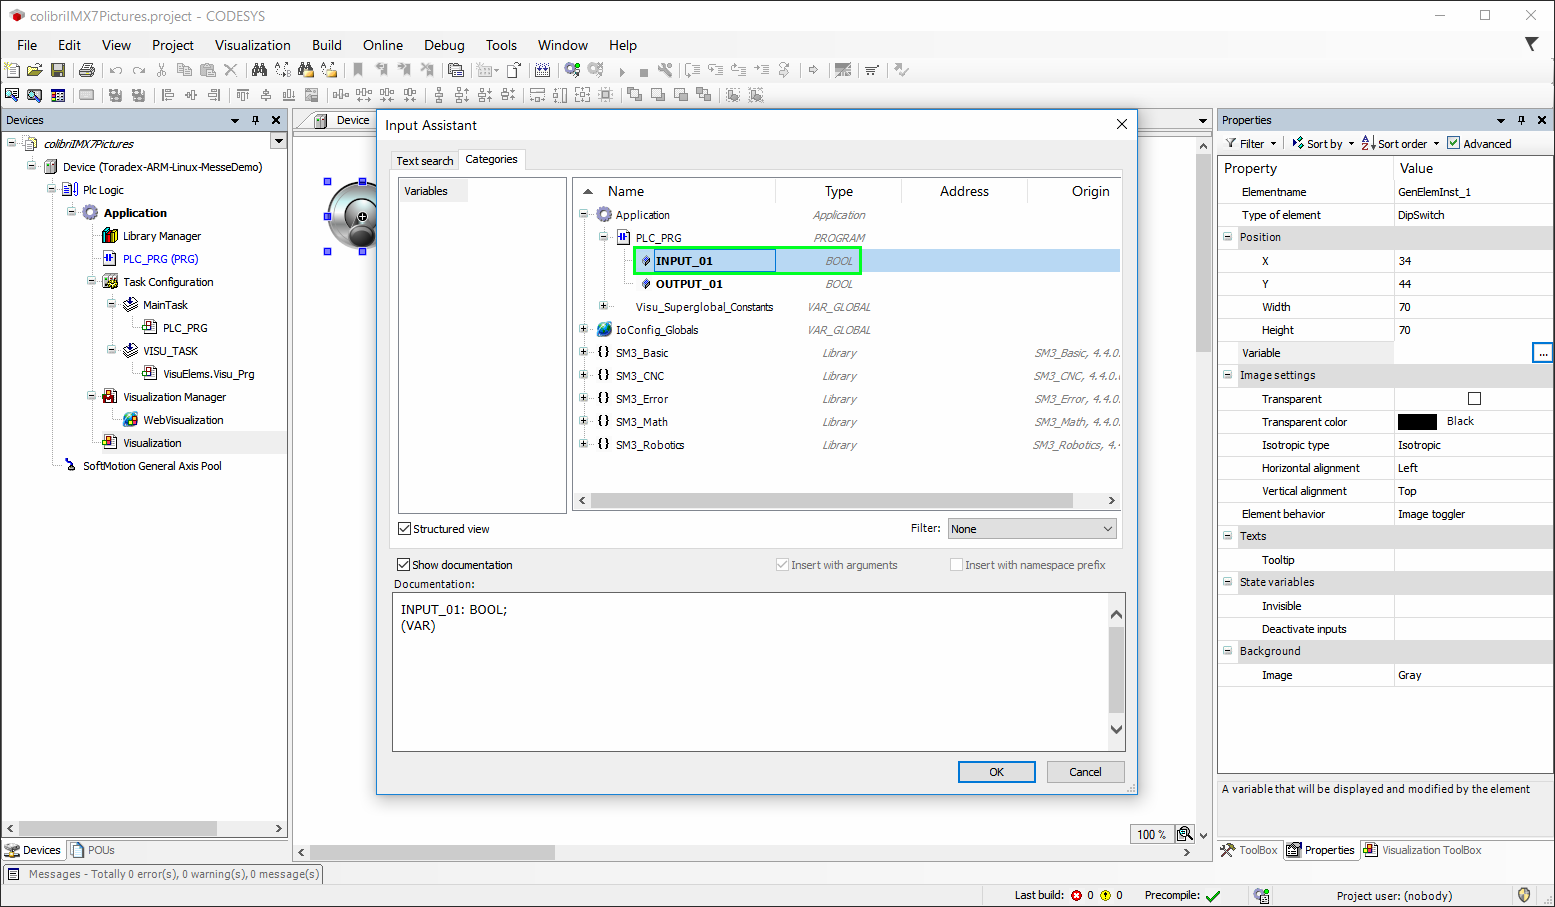 colibriIMX7Pictures.project - CODESYS
File Edit View Project Visualization Build Online Debug Tools Window Help
Devices
colibriIMX7Pictures
Device (Toradex-ARM-Linux-MesseDemo)
Plc Logic
Application
Library Manager
PLC_PRG (PRG)
Task Configuration
MainTask
PLC_PRG
VISU_TASK
VisuElems.Visu_Prg
Visualization Manager
WebVisualization
Visualization
SoftMotion General Axis Pool
Devices POUs
Device
Input Assistant
Text search Categories
Variables
Name Type Address Origin
Application Application
PLC_PRG PROGRAM
INPUT_01 BOOL
OUTPUT_01 BOOL
Visu_Superglobal_Constants VAR_GLOBAL
IoConfig_Globals VAR_GLOBAL
SM3_Basic Library SM3_Basic, 4.4.0.
SM3_CNC Library SM3_CNC, 4.4.0.
SM3_Error Library SM3_Error, 4.4.0.
SM3_Math Library SM3_Math, 4.4.0.
SM3_Robotics Library SM3_Robotics, 4.
Structured view Filter: None
Show documentation Insert with arguments Insert with namespace prefix
Documentation:
INPUT_01: BOOL;
(VAR)
OK Cancel
100 %
Properties
Filter Sort by Sort order Advanced
Property Value
Elementname GenElemInst_1
Type of element DipSwitch
Position
X 34
Y 44
Width 70
Height 70
Variable ...
Image settings
Transparent
Transparent color Black
Isotropic type Isotropic
Horizontal alignment Left
Vertical alignment Top
Element behavior Image toggler
Texts
Tooltip
State variables
Invisible
Deactivate inputs
Background
Image Gray
A variable that will be displayed and modified by the element
ToolBox Properties Visualization ToolBox
Messages - Totally 0 error(s), 0 warning(s), 0 message(s)
Last build: 0 0 Precompile: Project user: (nobody)